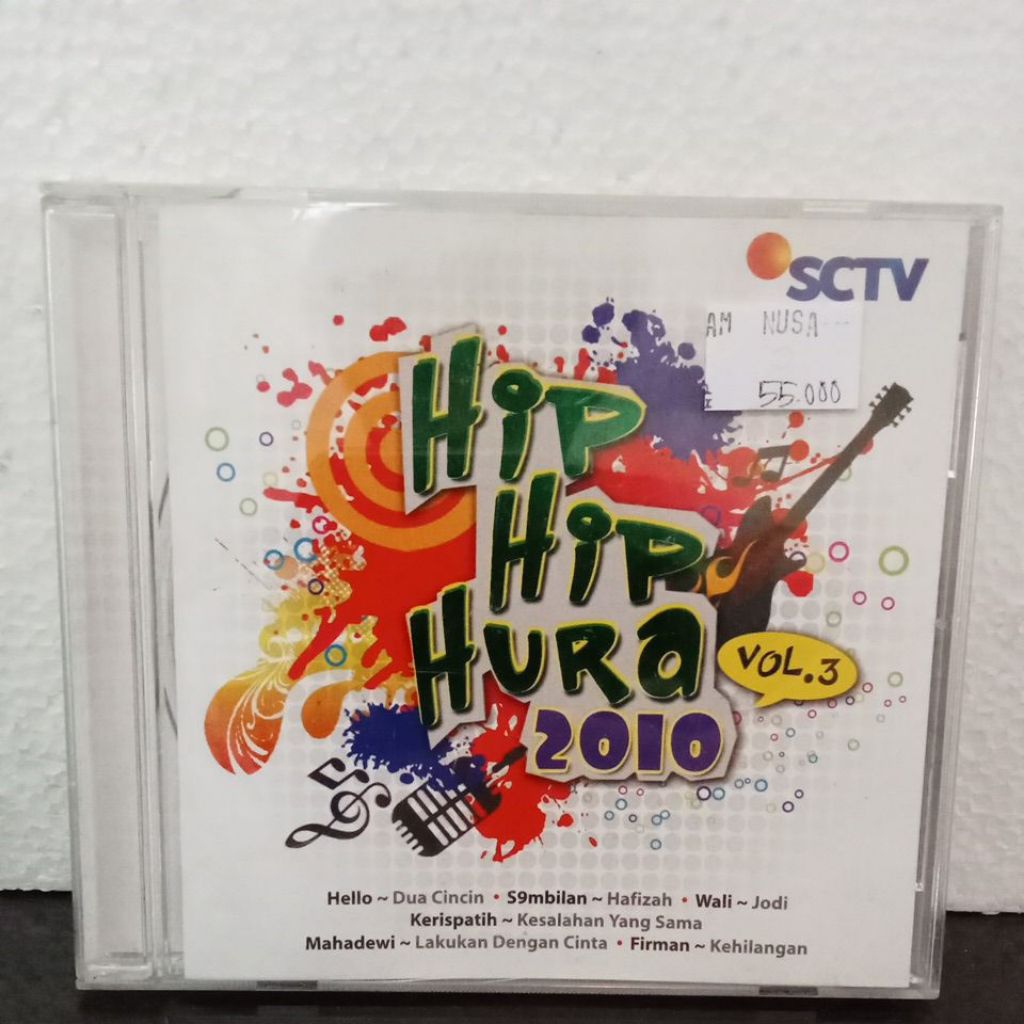 SCTV
AM NUSA
55.000
HIP
HIP
HURA
2010
VOL.3
Hello ~ Dua Cincin • S9mbilan ~ Hafizah • Wali ~ Jodi
Kerispatih ~ Kesalahan Yang Sama
Mahadewi ~ Lakukan Dengan Cinta • Firman ~ Kehilangan